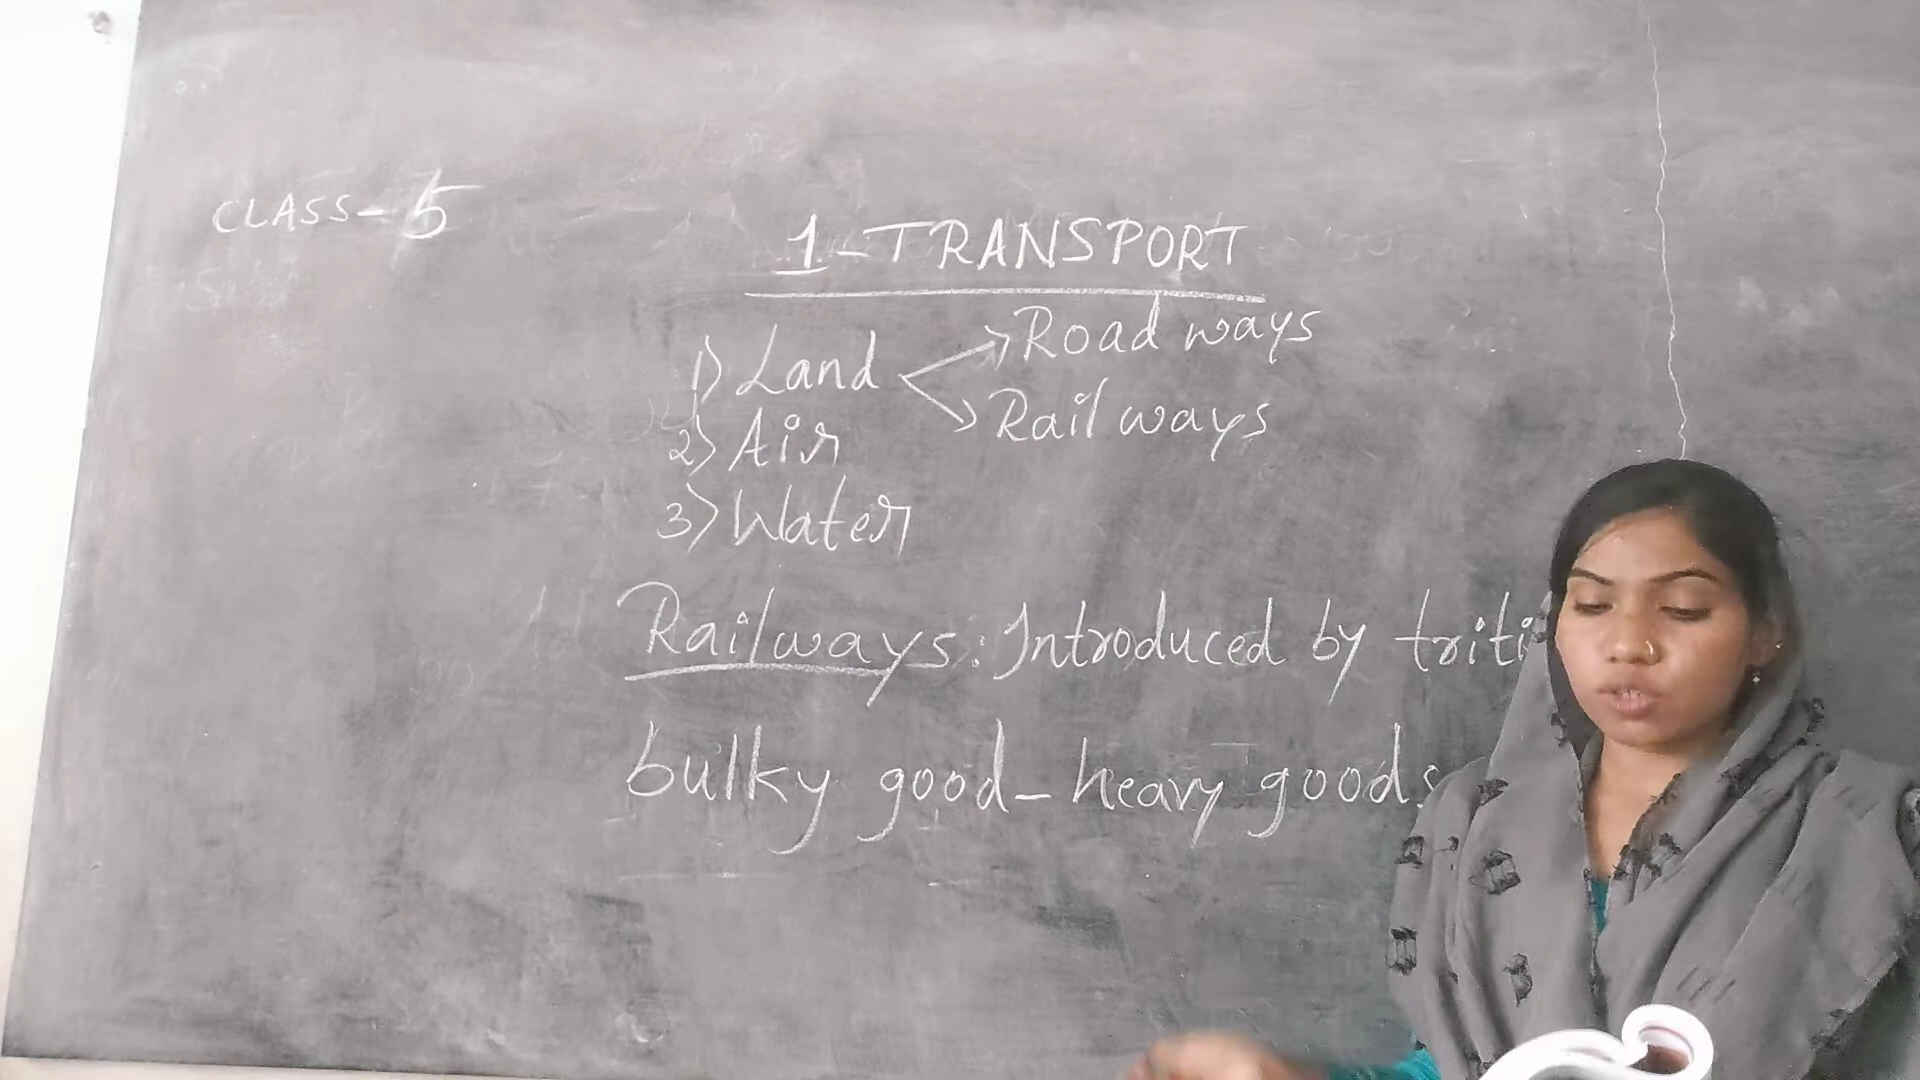 CLASS-5
1-TRANSPORT
1) Land → Road ways
→ Rail ways
2) Air
3) Water
Railways: Introduced by triti
bulky good - heavy goods